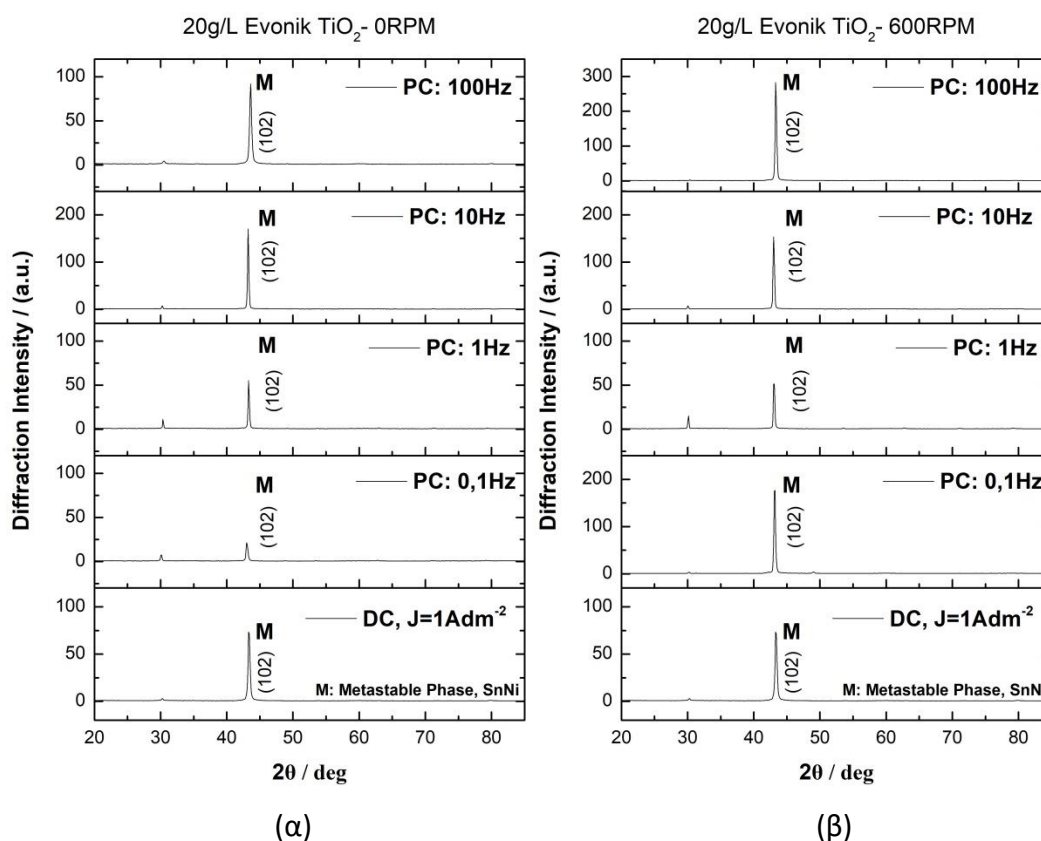 20g/L Evonik TiO₂- 0RPM
Diffraction Intensity / (a.u.)
100
50
0
M
(102)
PC: 100Hz
200
100
0
M
(102)
PC: 10Hz
100
50
0
M
(102)
PC: 1Hz
100
50
0
M
(102)
PC: 0,1Hz
100
50
0
M
(102)
DC, J=1Adm⁻²
M: Metastable Phase, SnNi
20 30 40 50 60 70 80
2θ / deg
(α)
20g/L Evonik TiO₂- 600RPM
Diffraction Intensity / (a.u.)
300
200
100
0
M
(102)
PC: 100Hz
200
100
0
M
(102)
PC: 10Hz
100
50
0
M
(102)
PC: 1Hz
200
100
0
M
(102)
PC: 0,1Hz
100
50
0
M
(102)
DC, J=1Adm⁻²
M: Metastable Phase, SnN
20 30 40 50 60 70 80
2θ / deg
(β)